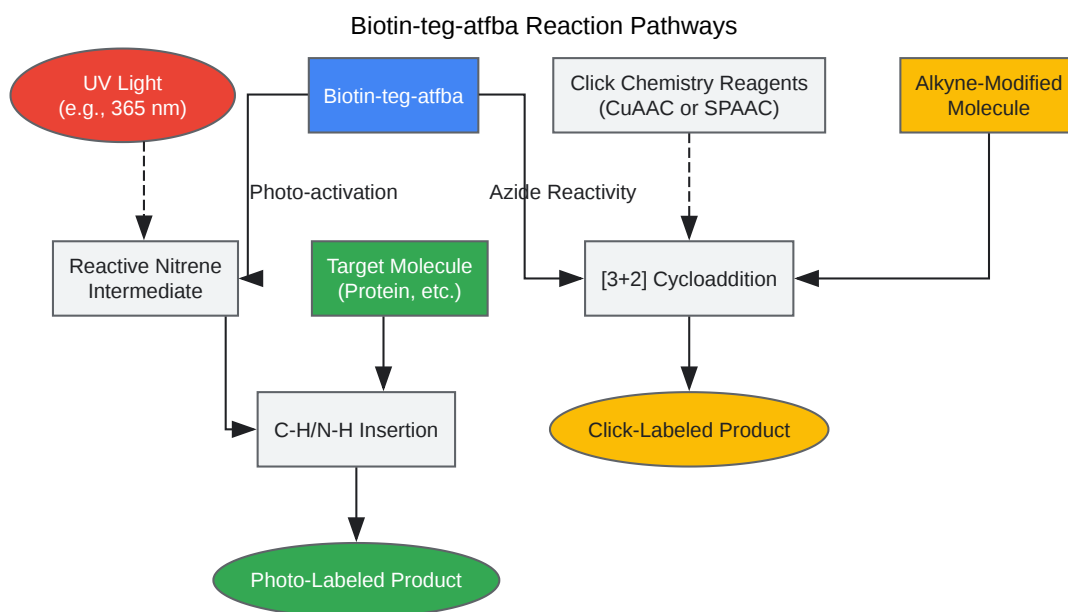 Biotin-teg-atfba Reaction Pathways
UV Light
(e.g., 365 nm)
Biotin-teg-atfba
Click Chemistry Reagents
(CuAAC or SPAAC)
Alkyne-Modified
Molecule
Photo-activation
Azide Reactivity
Reactive Nitrene
Intermediate
Target Molecule
(Protein, etc.)
[3+2] Cycloaddition
C-H/N-H Insertion
Click-Labeled Product
Photo-Labeled Product